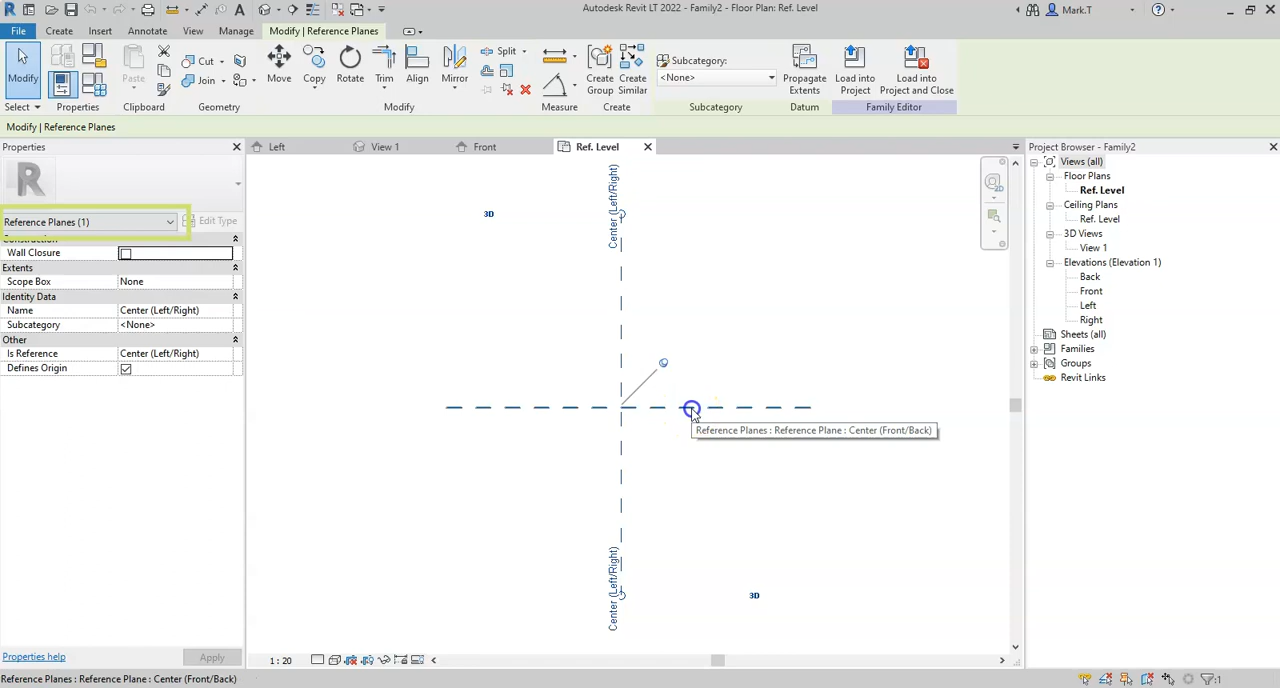 Autodesk Revit LT 2022 - Family2 - Floor Plan: Ref. Level
Mark.T
File Create Insert Annotate View Manage Modify | Reference Planes
Modify
Paste
Cut
Join
Move Copy Rotate Trim Align Mirror
Split
Create Group
Create Similar
Subcategory:
<None>
Propagate Extents
Load into Project
Load into Project and Close
Select Properties Clipboard Geometry Modify Measure Create Subcategory Datum Family Editor
Modify | Reference Planes
Properties
Left View 1 Front Ref. Level
Project Browser - Family2
Reference Planes (1)
Edit Type
Construction
Wall Closure
Extents
Scope Box None
Identity Data
Name Center (Left/Right)
Subcategory <None>
Other
Is Reference Center (Left/Right)
Defines Origin
Properties help
Apply
3D
Center (Left/Right)
Reference Planes : Reference Plane : Center (Front/Back)
Center (Left/Right)
3D
1 : 20
Views (all)
Floor Plans
Ref. Level
Ceiling Plans
Ref. Level
3D Views
View 1
Elevations (Elevation 1)
Back
Front
Left
Right
Sheets (all)
Families
Groups
Revit Links
Reference Planes : Reference Plane : Center (Front/Back)
:1